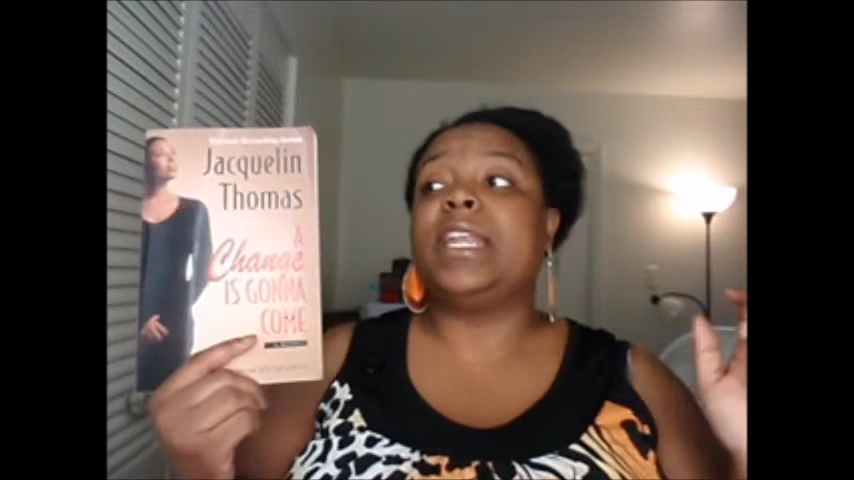 Jacquelin
Thomas
A
Change
IS GONNA
COME